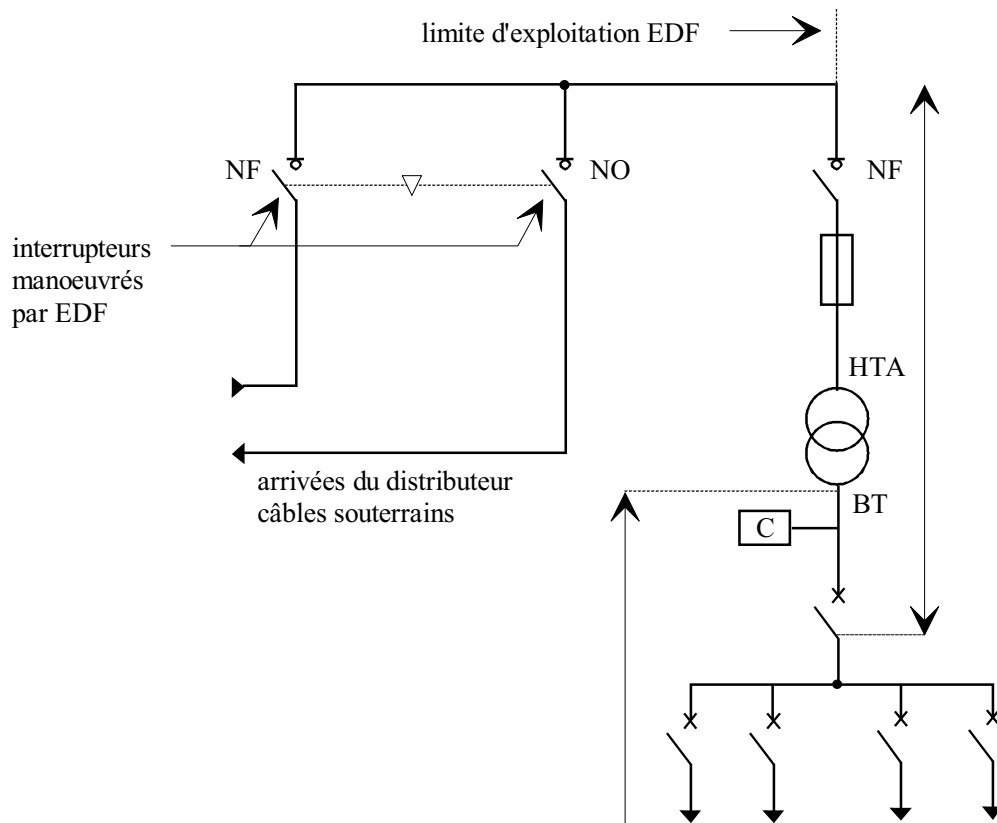 limite d'exploitation EDF
NF
NO
NF
interrupteurs
manoeuvrés
par EDF
HTA
arrivées du distributeur
câbles souterrains
BT
C